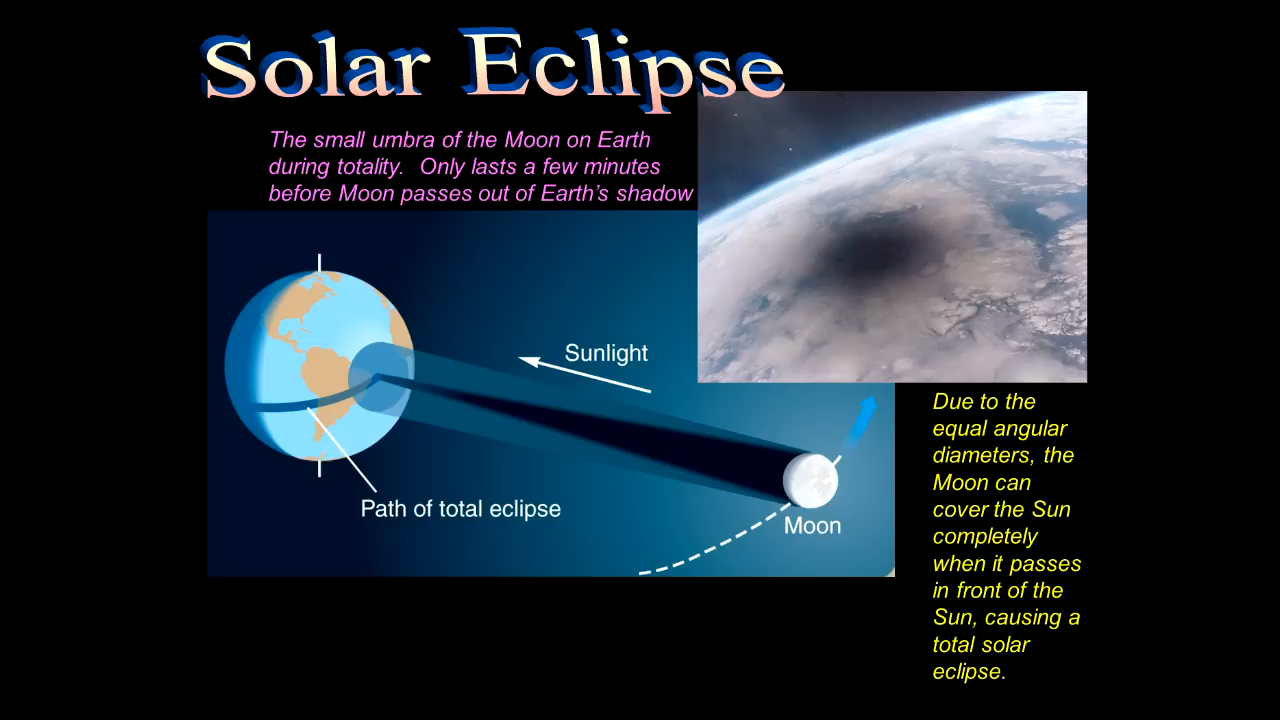 Solar Eclipse
The small umbra of the Moon on Earth
during totality.  Only lasts a few minutes
before Moon passes out of Earth’s shadow
Sunlight
Path of total eclipse
Moon
Due to the
equal angular
diameters, the
Moon can
cover the Sun
completely
when it passes
in front of the
Sun, causing a
total solar
eclipse.